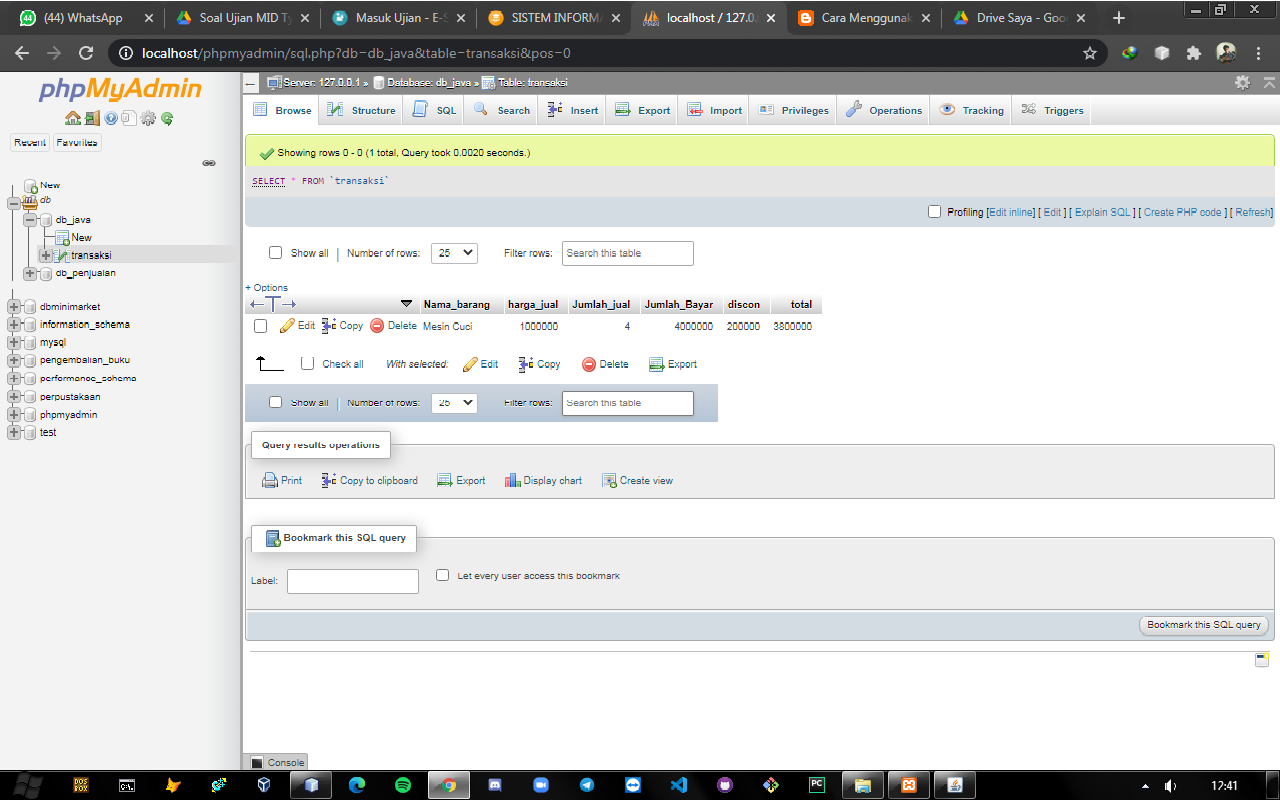 (44) WhatsApp
Soal Ujian MID Ty
Masuk Ujian - E-S
SISTEM INFORMA
localhost / 127.0.
Cara Menggunak
Drive Saya - Goo
localhost/phpmyadmin/sql.php?db=db_java&table=transaksi&pos=0
phpMyAdmin
Recent Favorites
New
db
db_java
New
transaksi
db_penjualan
dbminimarket
information_schema
mysql
pengembalian_buku
performance_schema
perpustakaan
phpmyadmin
test
Server: 127.0.0.1 » Database: db_java » Table: transaksi
Browse Structure SQL Search Insert Export Import Privileges Operations Tracking Triggers
Showing rows 0 - 0 (1 total, Query took 0.0020 seconds.)
SELECT * FROM `transaksi`
Profiling [Edit inline] [ Edit ] [ Explain SQL ] [ Create PHP code ] [ Refresh]
Show all | Number of rows: 25 Filter rows: Search this table
+ Options
Nama_barang harga_jual Jumlah_jual Jumlah_Bayar discon total
Edit Copy Delete Mesin Cuci 1000000 4 4000000 200000 3800000
Check all With selected: Edit Copy Delete Export
Show all | Number of rows: 25 Filter rows: Search this table
Query results operations
Print Copy to clipboard Export Display chart Create view
Bookmark this SQL query
Label: Let every user access this bookmark
Bookmark this SQL query
Console
DOS BOX
C:\
PC
12:41